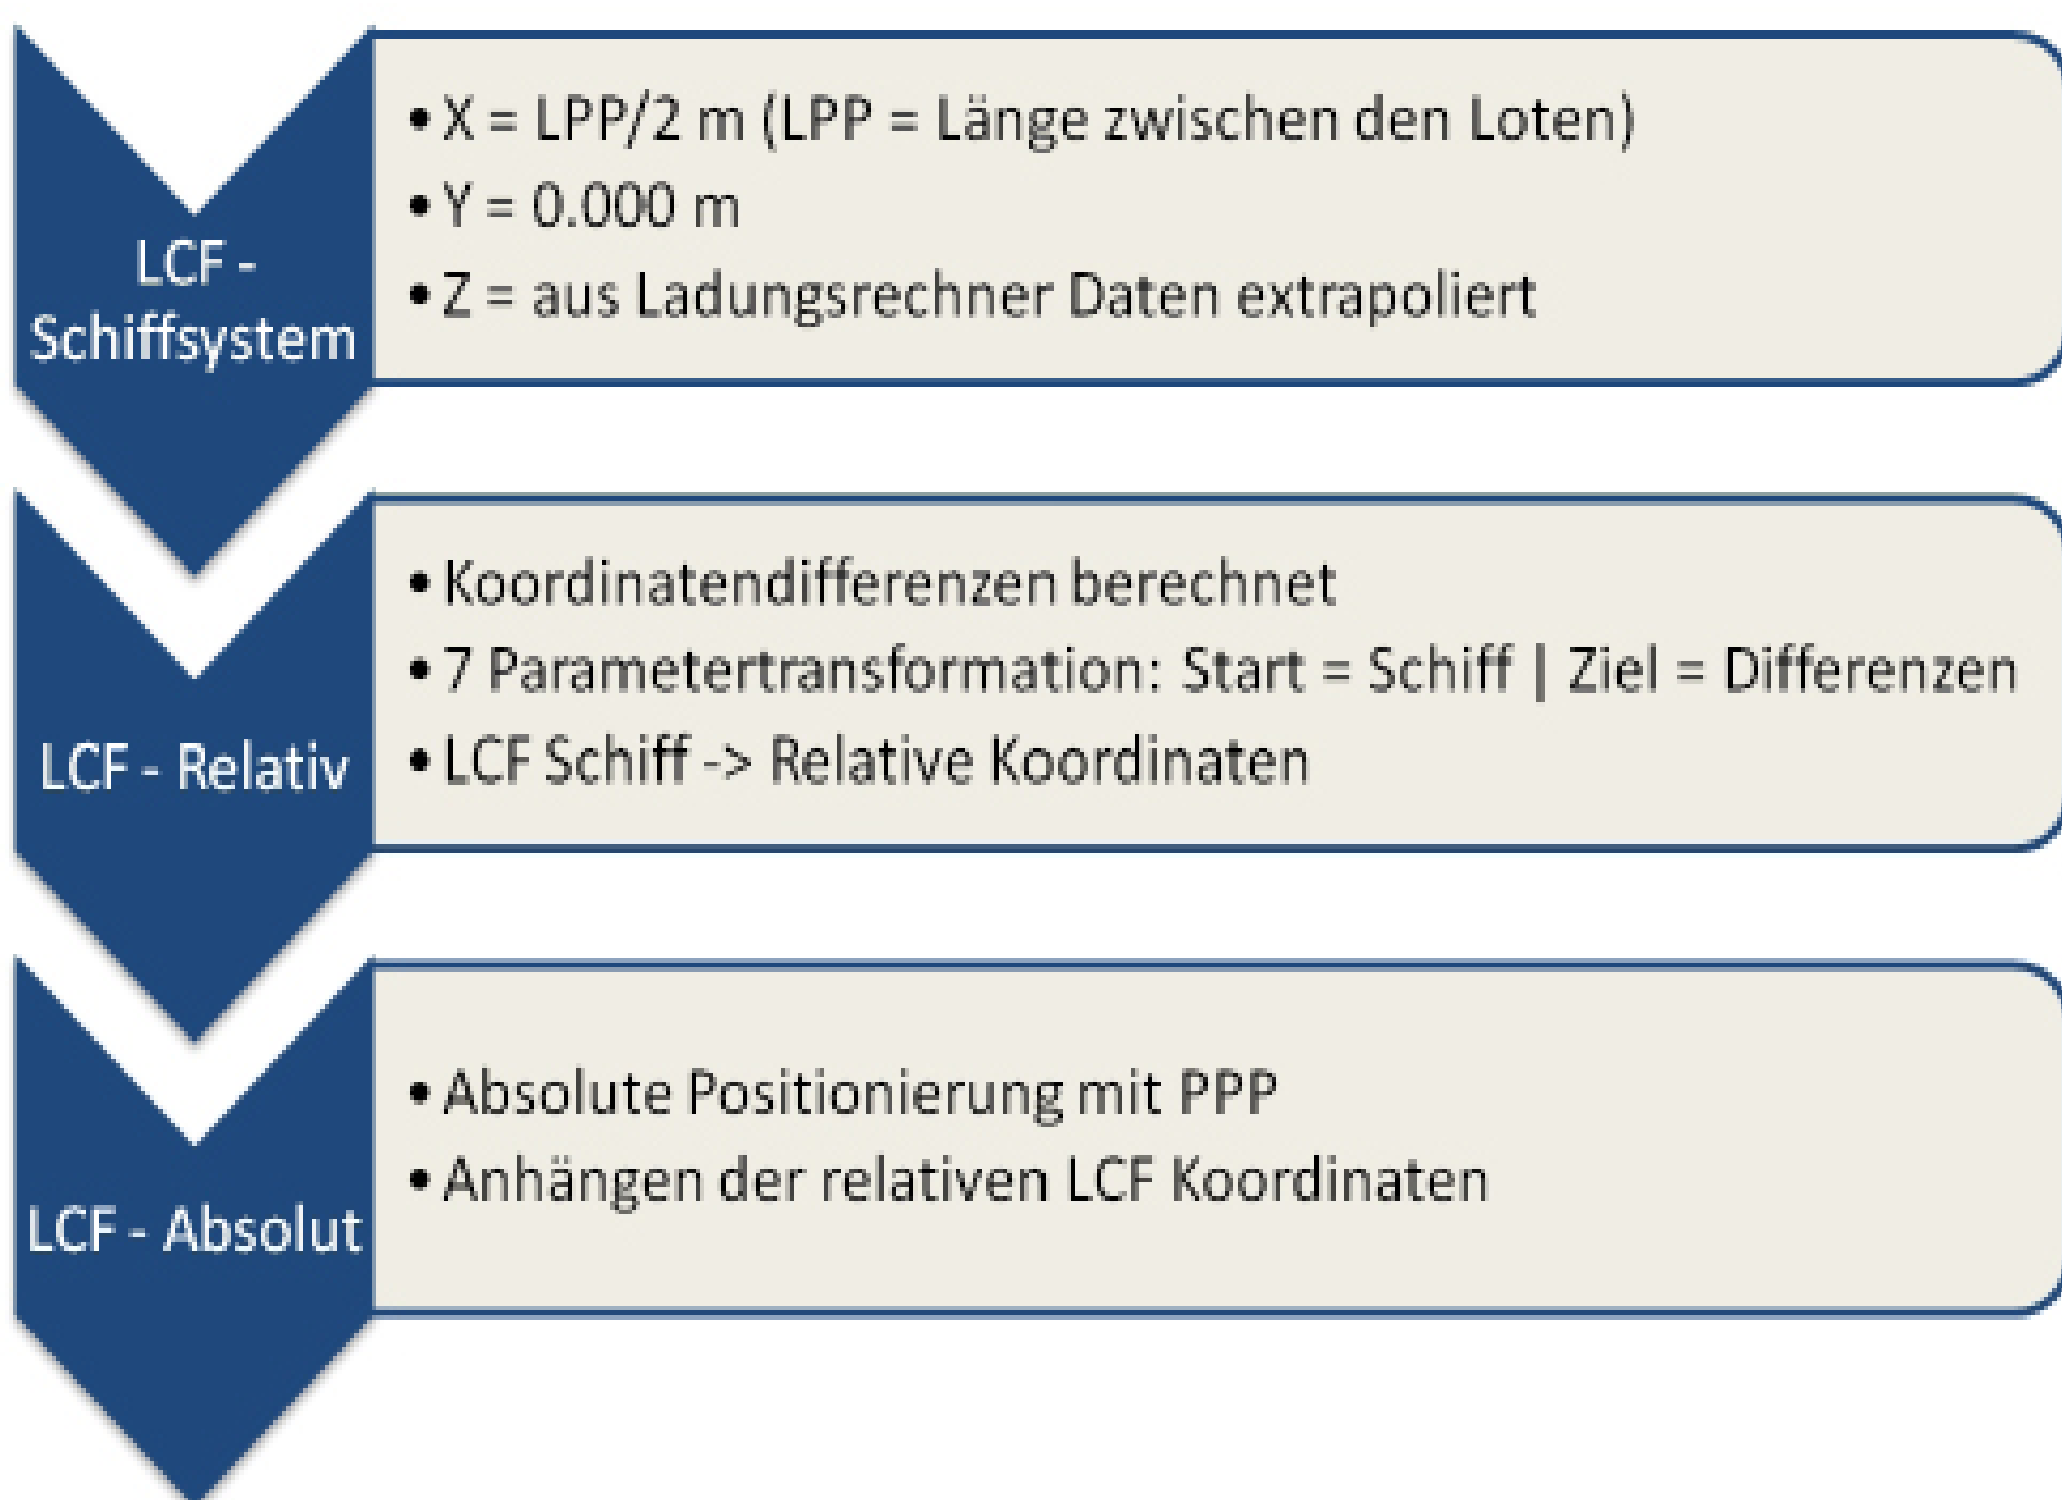 LCF -
Schiffsystem
• X = LPP/2 m (LPP = Länge zwischen den Loten)
• Y = 0.000 m
• Z = aus Ladungsrechner Daten extrapoliert
LCF - Relativ
• Koordinatendifferenzen berechnet
• 7 Parametertransformation: Start = Schiff | Ziel = Differenzen
• LCF Schiff -> Relative Koordinaten
LCF - Absolut
• Absolute Positionierung mit PPP
• Anhängen der relativen LCF Koordinaten